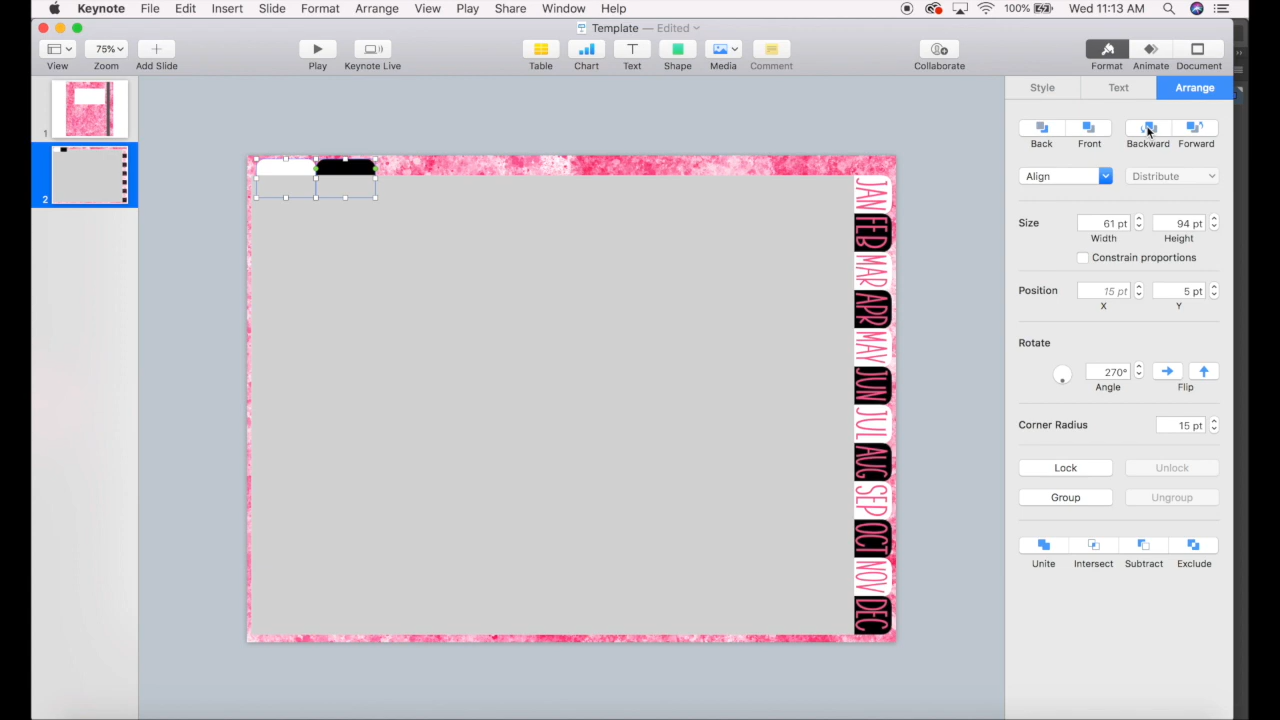 Keynote File Edit Insert Slide Format Arrange View Play Share Window Help 100% Wed 11:13 AM
Template — Edited
75%
View Zoom Add Slide Play Keynote Live Table Chart Text Shape Media Comment Collaborate Format Animate Document
Style Text Arrange
1
2
Back Front Backward Forward
Align Distribute
Size 61 pt 94 pt
Width Height
Constrain proportions
Position 15 pt 5 pt
X Y
Rotate
270°
Angle Flip
Corner Radius 15 pt
Lock Unlock
Group Ungroup
Unite Intersect Subtract Exclude
JAN
FEB
MAR
APR
MAY
JUN
JUL
AUG
SEP
OCT
NOV
DEC